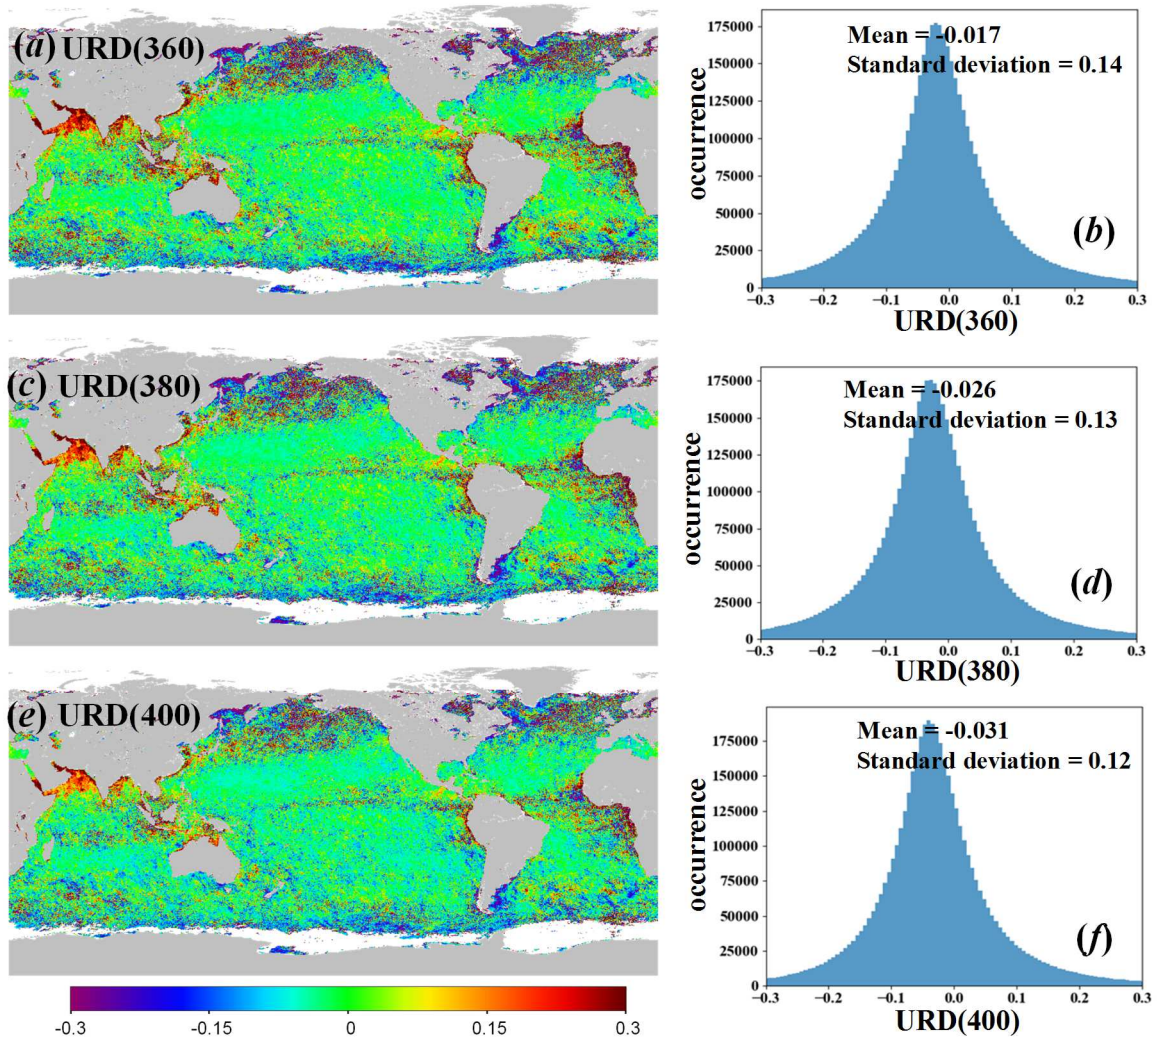 (a) URD(360)
175000
150000
125000
100000
75000
50000
25000
0
occurrence
Mean = -0.017
Standard deviation = 0.14
(b)
−0.3 −0.2 −0.1 0.0 0.1 0.2 0.3
URD(360)
(c) URD(380)
175000
150000
125000
100000
75000
50000
25000
0
occurrence
Mean = -0.026
Standard deviation = 0.13
(d)
−0.3 −0.2 −0.1 0.0 0.1 0.2 0.3
URD(380)
(e) URD(400)
175000
150000
125000
100000
75000
50000
25000
0
occurrence
Mean = -0.031
Standard deviation = 0.12
(f)
−0.3 −0.2 −0.1 0.0 0.1 0.2 0.3
URD(400)
-0.3 -0.15 0 0.15 0.3